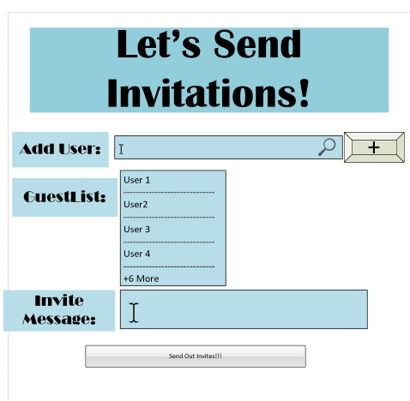 Let's Send
Invitations!
Add User:
+
GuestList:
User 1
------------------------------
User2
------------------------------
User 3
------------------------------
User 4
------------------------------
+6 More
Invite
Message:
Send Out Invites!!!